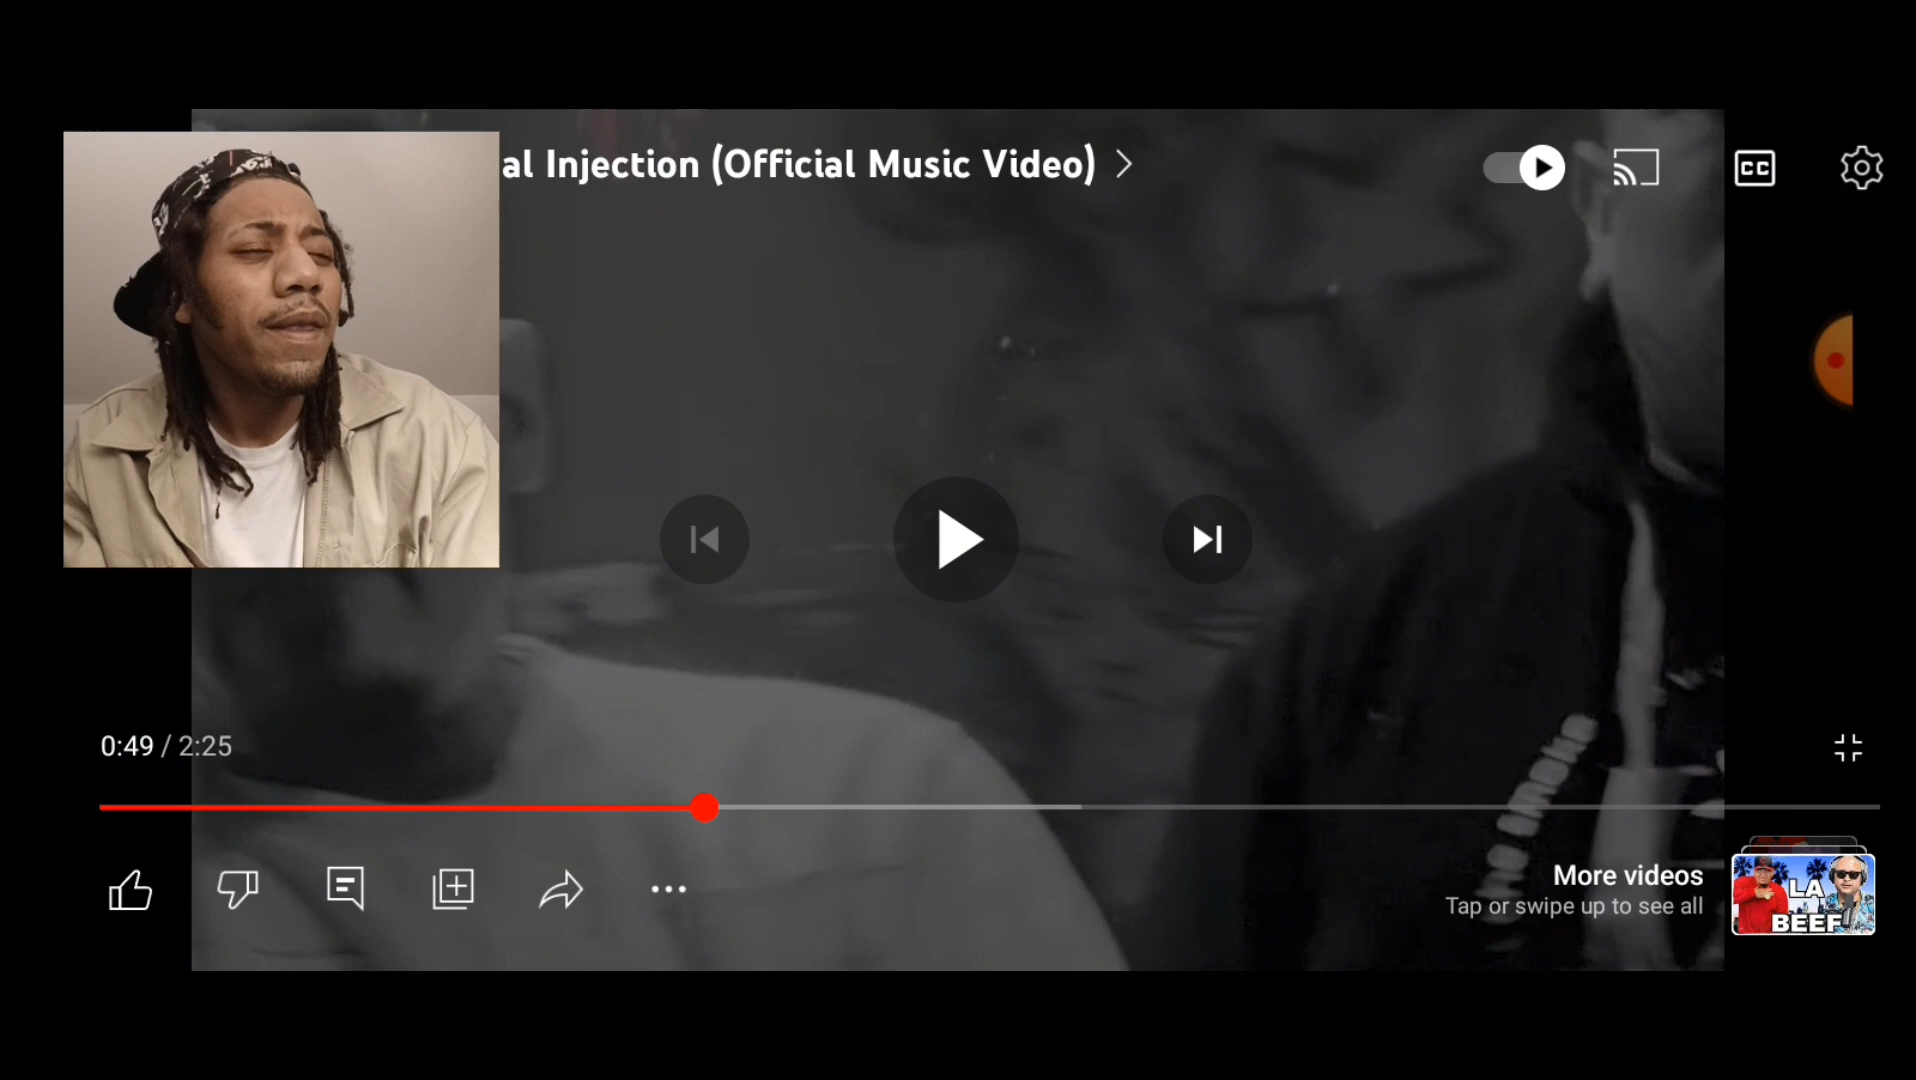 al Injection (Official Music Video)
CC
0:49 / 2:25
More videos
Tap or swipe up to see all
LA
BEEF